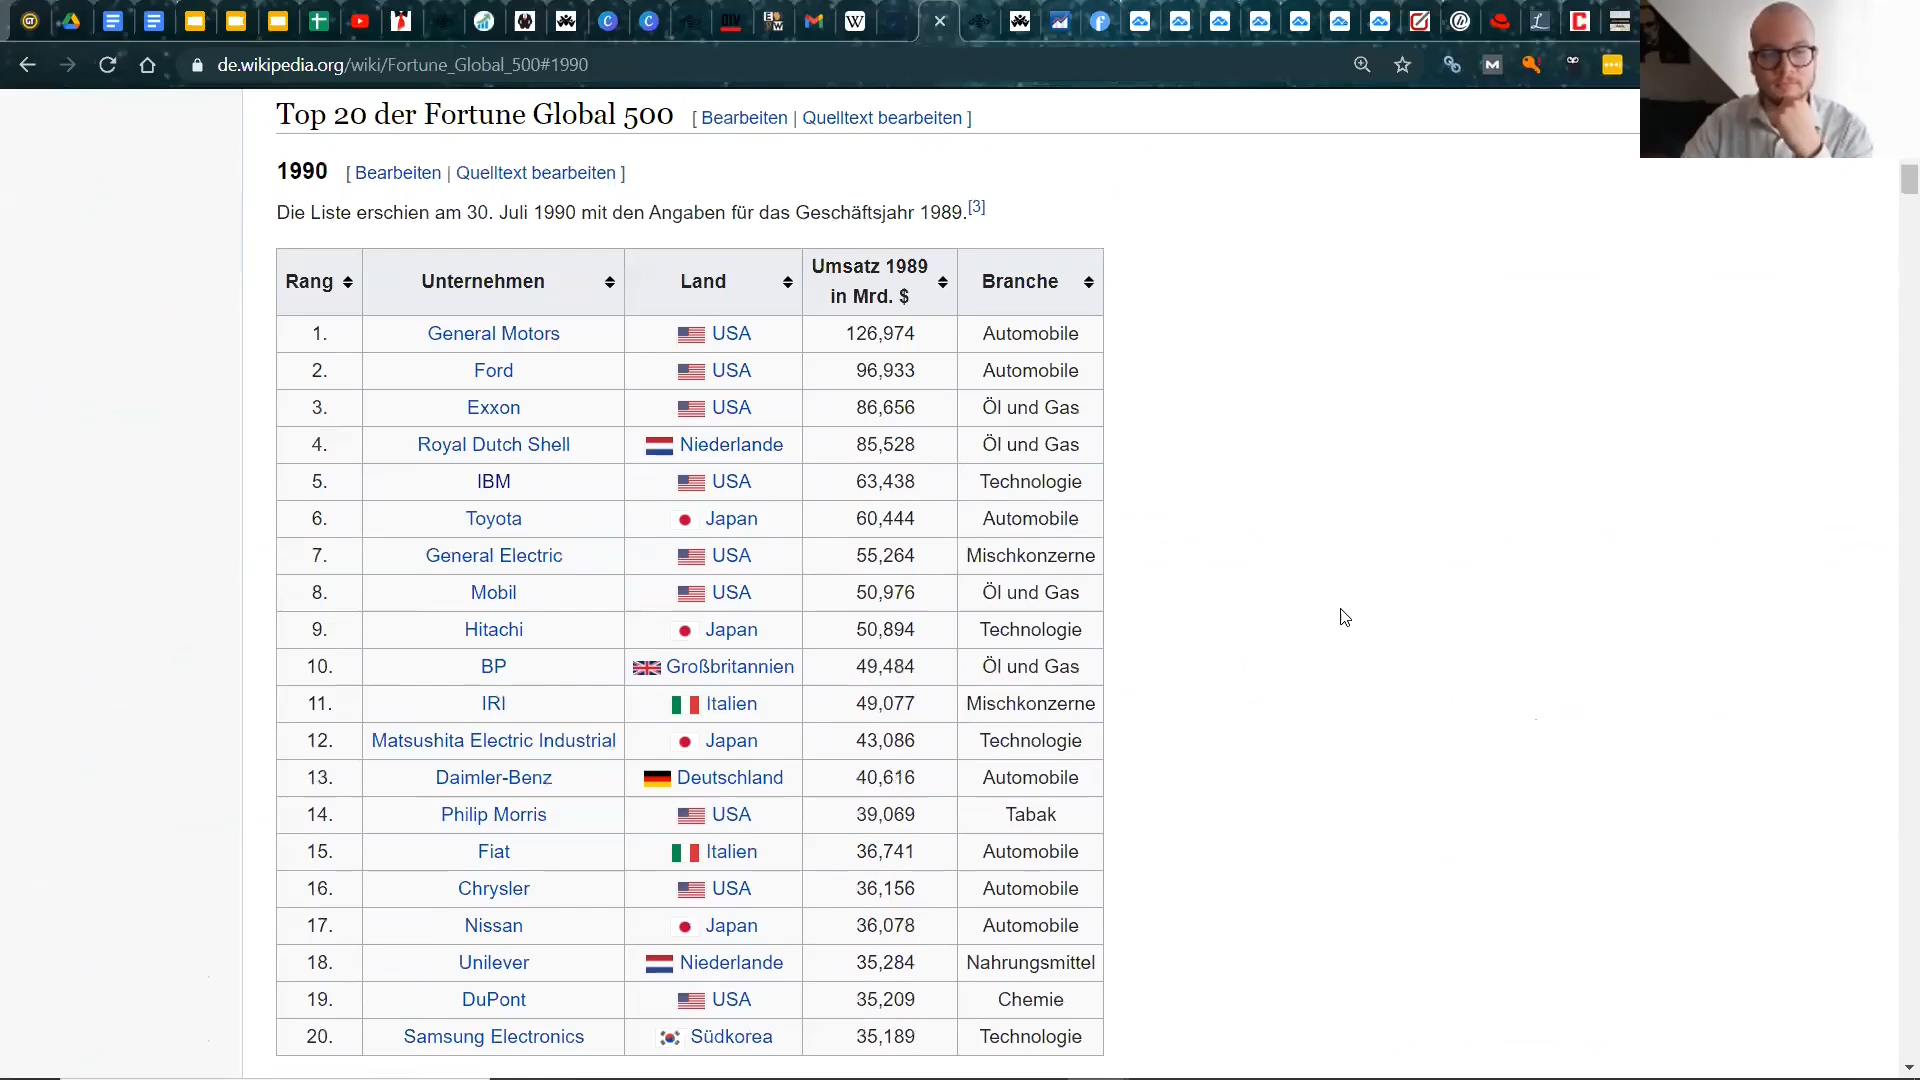 de.wikipedia.org/wiki/Fortune_Global_500#1990
Top 20 der Fortune Global 500 [ Bearbeiten | Quelltext bearbeiten ]
1990 [ Bearbeiten | Quelltext bearbeiten ]
Die Liste erschien am 30. Juli 1990 mit den Angaben für das Geschäftsjahr 1989.[3]
Rang Unternehmen Land Umsatz 1989 in Mrd. $ Branche
1. General Motors USA 126,974 Automobile
2. Ford USA 96,933 Automobile
3. Exxon USA 86,656 Öl und Gas
4. Royal Dutch Shell Niederlande 85,528 Öl und Gas
5. IBM USA 63,438 Technologie
6. Toyota Japan 60,444 Automobile
7. General Electric USA 55,264 Mischkonzerne
8. Mobil USA 50,976 Öl und Gas
9. Hitachi Japan 50,894 Technologie
10. BP Großbritannien 49,484 Öl und Gas
11. IRI Italien 49,077 Mischkonzerne
12. Matsushita Electric Industrial Japan 43,086 Technologie
13. Daimler-Benz Deutschland 40,616 Automobile
14. Philip Morris USA 39,069 Tabak
15. Fiat Italien 36,741 Automobile
16. Chrysler USA 36,156 Automobile
17. Nissan Japan 36,078 Automobile
18. Unilever Niederlande 35,284 Nahrungsmittel
19. DuPont USA 35,209 Chemie
20. Samsung Electronics Südkorea 35,189 Technologie